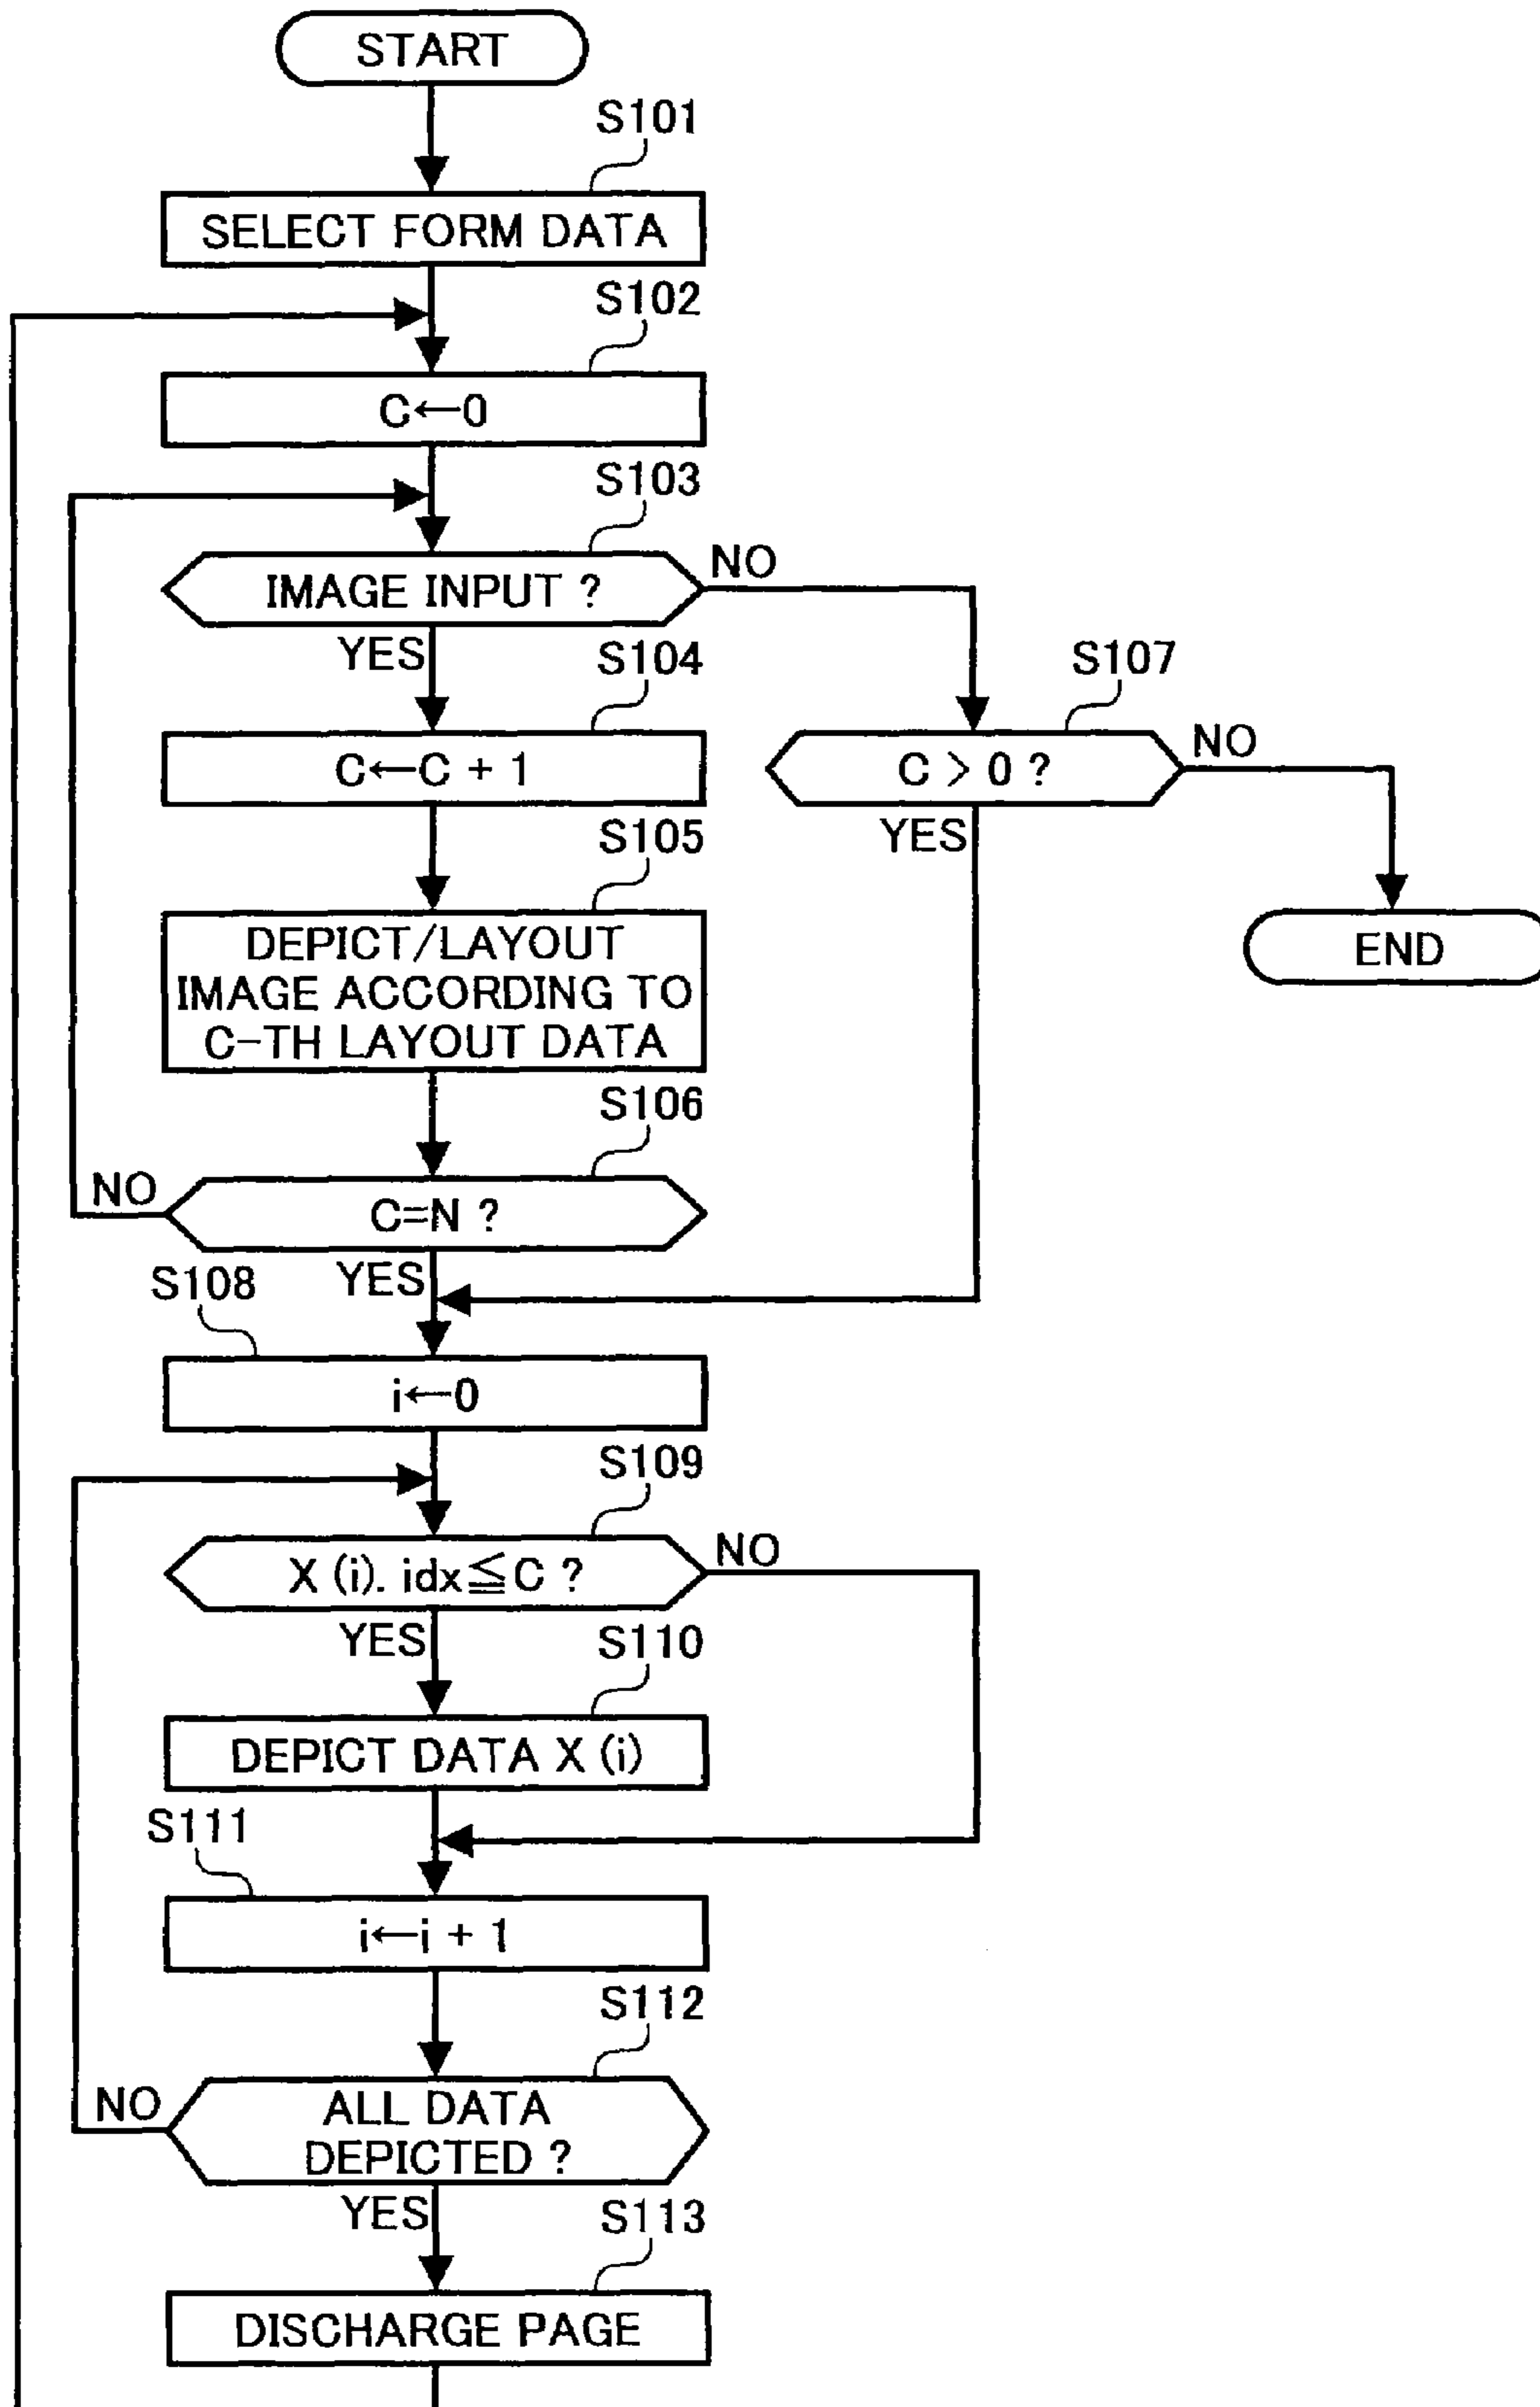 START
S101
SELECT FORM DATA
S102
C←0
S103
IMAGE INPUT ?
NO
YES
S104
S107
C←C + 1
C > 0 ?
NO
S105
YES
DEPICT/LAYOUT
IMAGE ACCORDING TO
C-TH LAYOUT DATA
END
S106
NO
C=N ?
YES
S108
i←0
S109
X (i). idx≦C ?
NO
YES
S110
DEPICT DATA X (i)
S111
i←i + 1
S112
NO
ALL DATA
DEPICTED ?
YES
S113
DISCHARGE PAGE